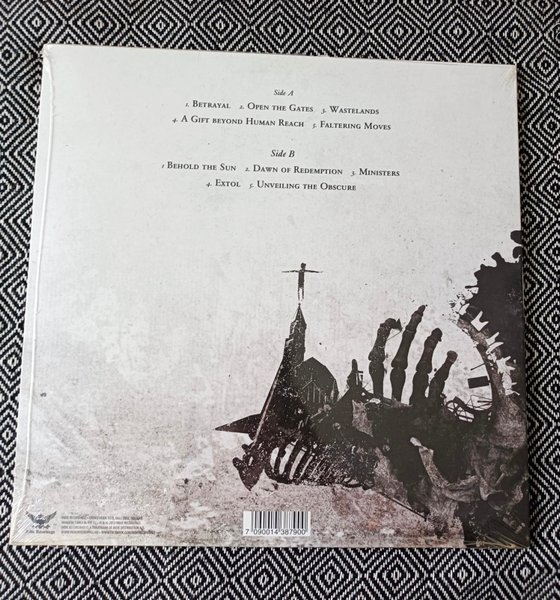 Side A
1. Betrayal 2. Open the Gates 3. Wastelands
4. A Gift beyond Human Reach 5. Faltering Moves
Side B
1 Behold the Sun 2. Dawn of Redemption 3. Ministers
4. Extol 5. Unveiling the Obscure
7 090014 387900